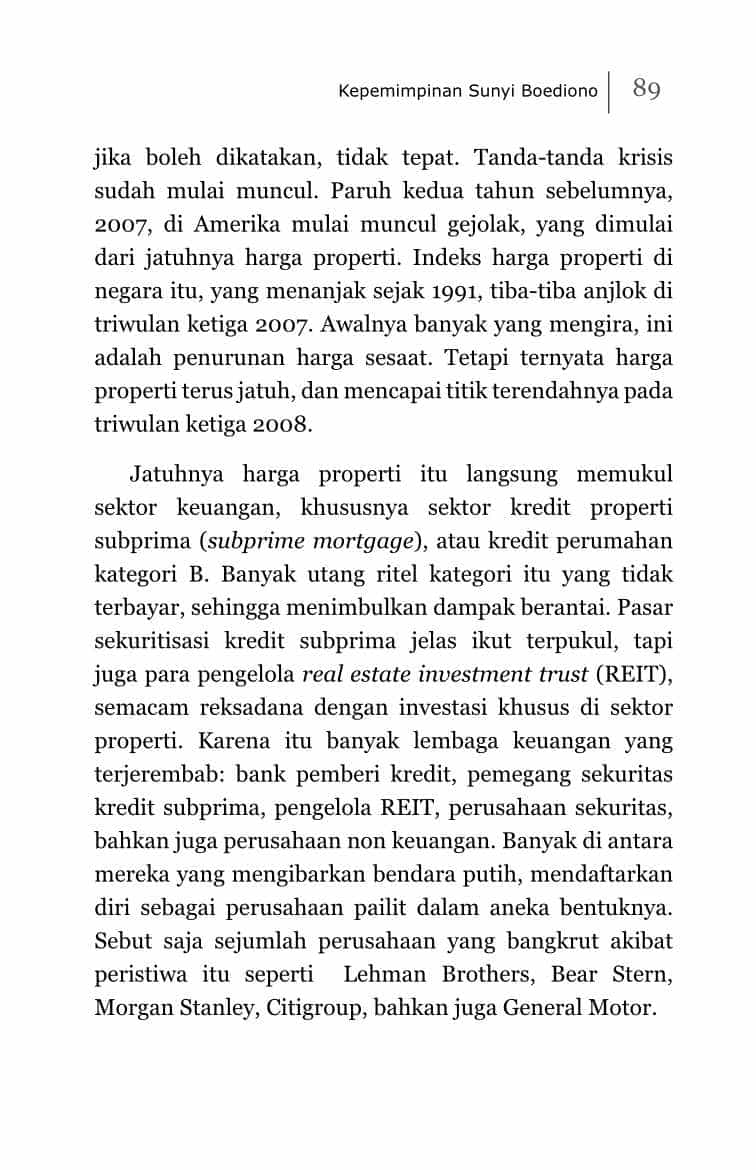 Kepemimpinan Sunyi Boediono 89
jika boleh dikatakan, tidak tepat. Tanda-tanda krisis
sudah mulai muncul. Paruh kedua tahun sebelumnya,
2007, di Amerika mulai muncul gejolak, yang dimulai
dari jatuhnya harga properti. Indeks harga properti di
negara itu, yang menanjak sejak 1991, tiba-tiba anjlok di
triwulan ketiga 2007. Awalnya banyak yang mengira, ini
adalah penurunan harga sesaat. Tetapi ternyata harga
properti terus jatuh, dan mencapai titik terendahnya pada
triwulan ketiga 2008.
Jatuhnya harga properti itu langsung memukul
sektor keuangan, khususnya sektor kredit properti
subprima (subprime mortgage), atau kredit perumahan
kategori B. Banyak utang ritel kategori itu yang tidak
terbayar, sehingga menimbulkan dampak berantai. Pasar
sekuritisasi kredit subprima jelas ikut terpukul, tapi
juga para pengelola real estate investment trust (REIT),
semacam reksadana dengan investasi khusus di sektor
properti. Karena itu banyak lembaga keuangan yang
terjerembab: bank pemberi kredit, pemegang sekuritas
kredit subprima, pengelola REIT, perusahaan sekuritas,
bahkan juga perusahaan non keuangan. Banyak di antara
mereka yang mengibarkan bendara putih, mendaftarkan
diri sebagai perusahaan pailit dalam aneka bentuknya.
Sebut saja sejumlah perusahaan yang bangkrut akibat
peristiwa itu seperti  Lehman Brothers, Bear Stern,
Morgan Stanley, Citigroup, bahkan juga General Motor.